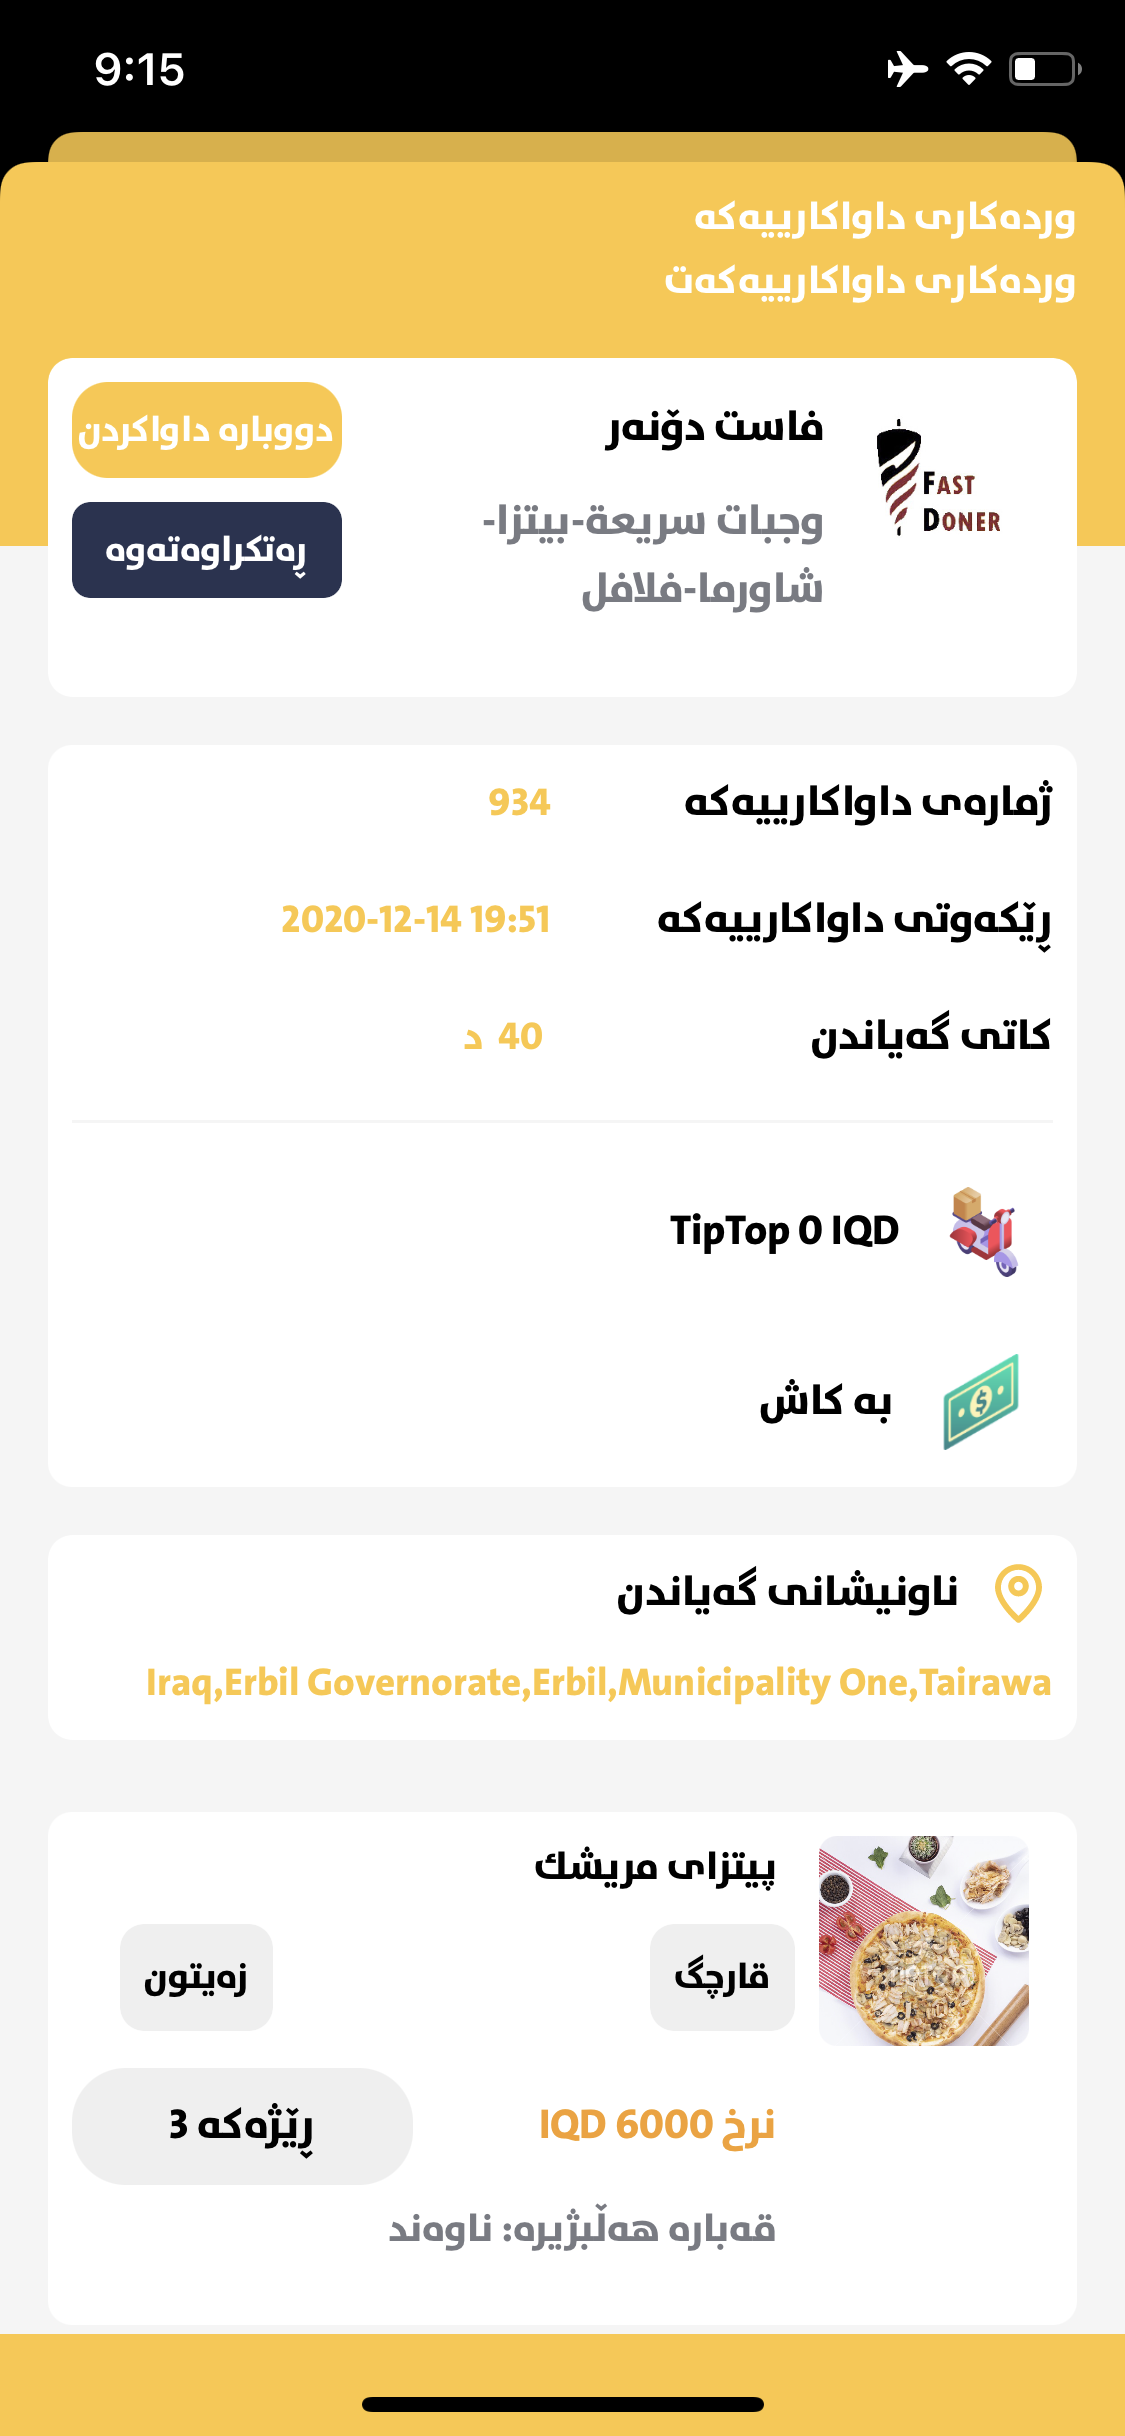 9:15
وردەکاری داواکارییەکە
وردەکاری داواکارییەکەت
FAST
DONER
فاست دۆنەر
وجبات سريعة-بيتزا-
شاورما-فلافل
دووبارە داواکردن
ڕەتکراوەتەوە
ژمارەی داواکارییەکە
934
ڕێکەوتی داواکارییەکە
2020-12-14 19:51
کاتی گەیاندن
40 د
TipTop 0 IQD
بە کاش
ناونیشانی گەیاندن
Iraq,Erbil Governorate,Erbil,Municipality One,Tairawa
پیتزای مریشك
قارچگ
زەیتون
نرخ 6000 IQD
ڕێژەکە 3
قەبارە هەڵبژیرە: ناوەند